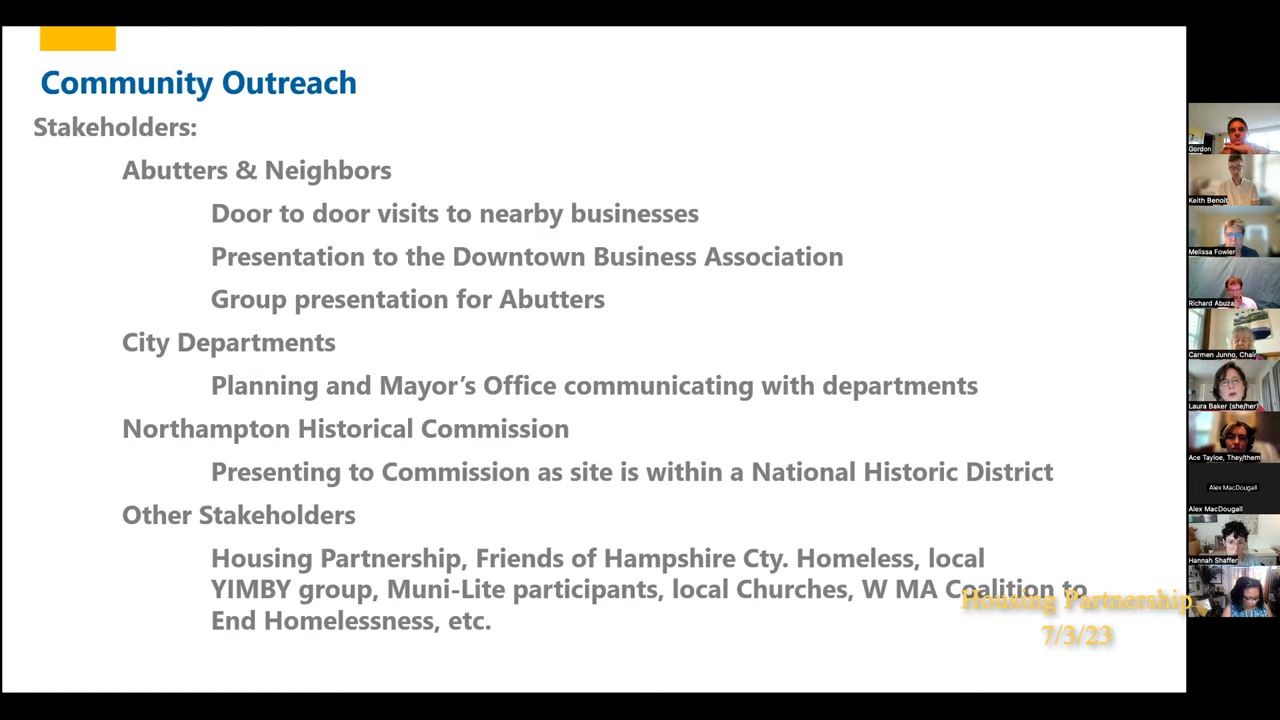 Community Outreach
Stakeholders:
Abutters & Neighbors
Door to door visits to nearby businesses
Presentation to the Downtown Business Association
Group presentation for Abutters
City Departments
Planning and Mayor’s Office communicating with departments
Northampton Historical Commission
Presenting to Commission as site is within a National Historic District
Other Stakeholders
Housing Partnership, Friends of Hampshire Cty. Homeless, local
YIMBY group, Muni-Lite participants, local Churches, W MA Coalition to
End Homelessness, etc.
Housing Partnership
7/3/23
Gordon
Keith Benoit
Melissa Fowler
Richard Abuza
Carmen Junno, Chair
Laura Baker (she/her)
Ace Tayloe, They/them
Alex MacDougall
Alex MacDougall
Hannah Shaffer